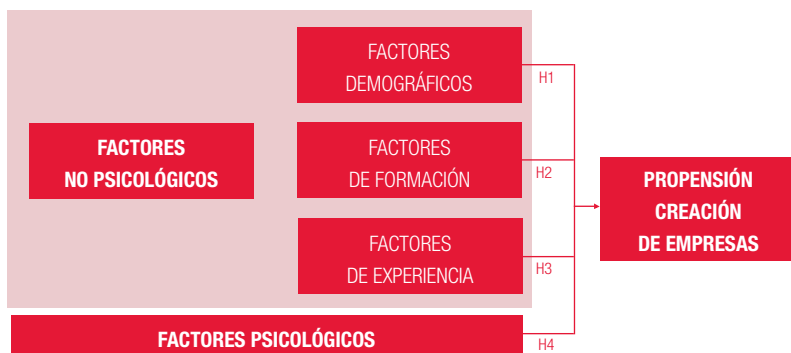 FACTORES
DEMOGRÁFICOS
H1
FACTORES
NO PSICOLÓGICOS
FACTORES
DE FORMACIÓN
H2
PROPENSIÓN
CREACIÓN
DE EMPRESAS
FACTORES
DE EXPERIENCIA
H3
FACTORES PSICOLÓGICOS
H4